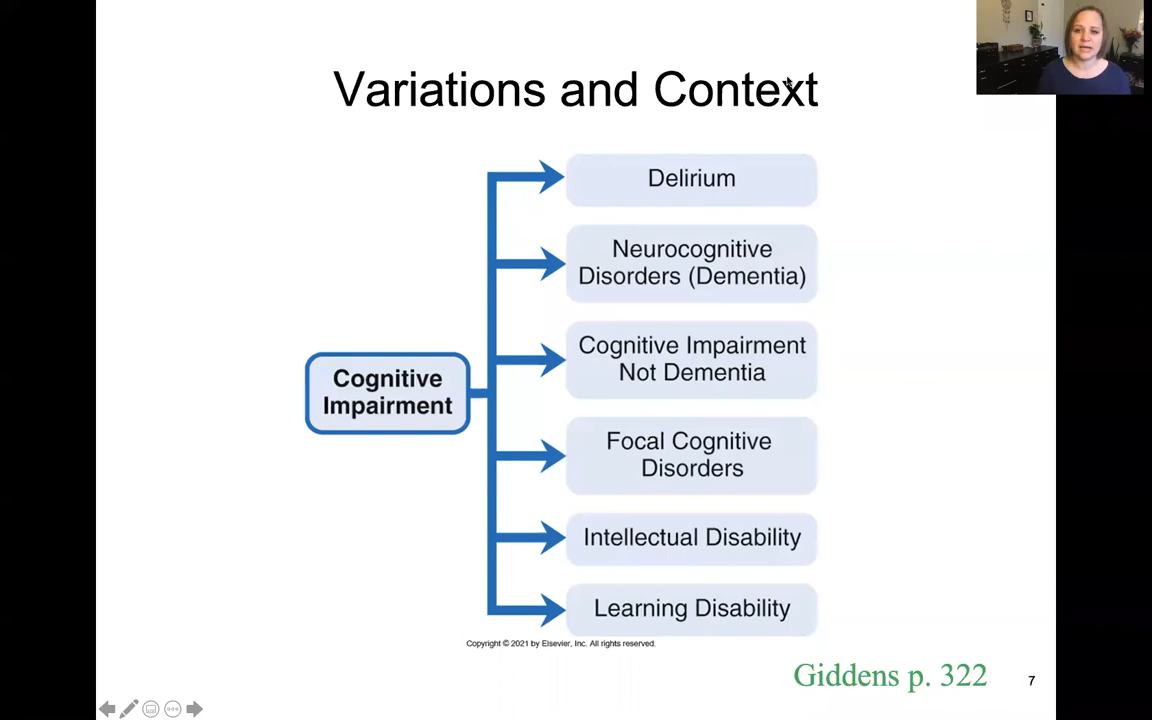 Variations and Context
Delirium
Neurocognitive
Disorders (Dementia)
Cognitive Impairment
Not Dementia
Cognitive
Impairment
Focal Cognitive
Disorders
Intellectual Disability
Learning Disability
Copyright © 2021 by Elsevier, Inc. All rights reserved.
Giddens p. 322
7